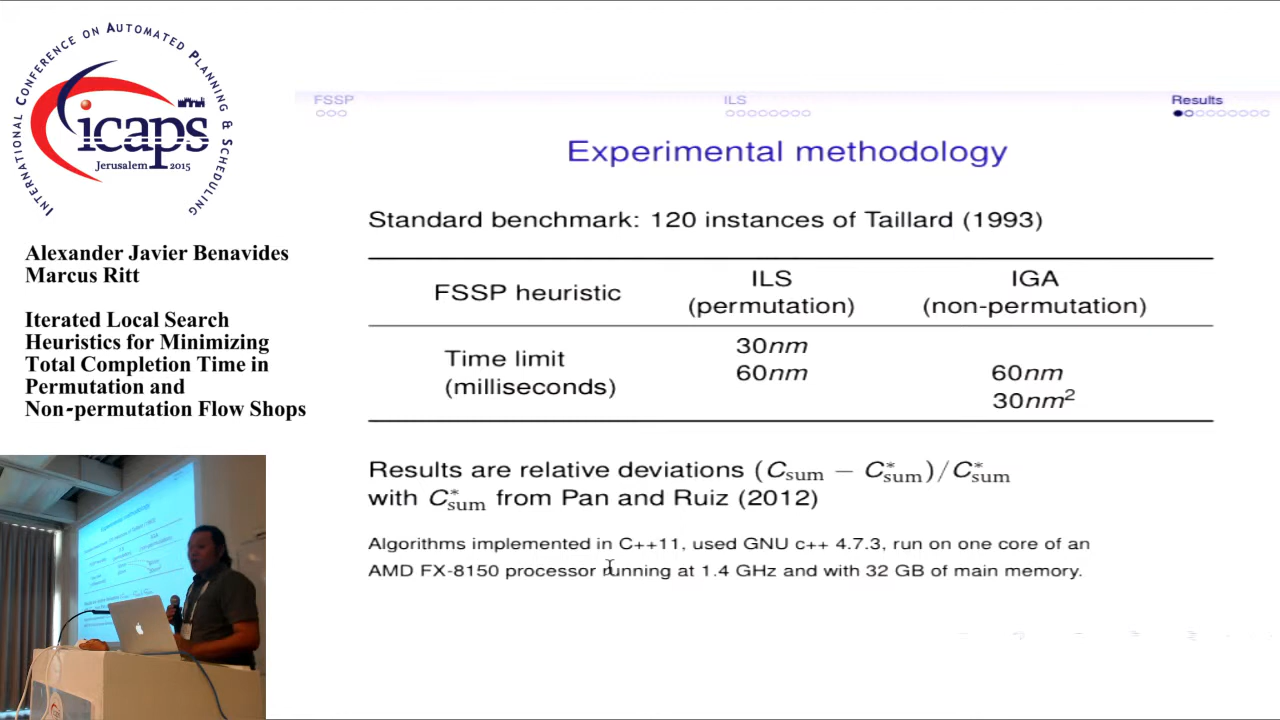 INTERNATIONAL CONFERENCE ON AUTOMATED PLANNING & SCHEDULING
icaps
Jerusalem 2015
Alexander Javier Benavides
Marcus Ritt
Iterated Local Search
Heuristics for Minimizing
Total Completion Time in
Permutation and
Non-permutation Flow Shops
FSSP ILS Results
Experimental methodology
Standard benchmark: 120 instances of Taillard (1993)
FSSP heuristic
ILS
(permutation)
IGA
(non-permutation)
Time limit
(milliseconds)
30nm
60nm
60nm
30nm²
Results are relative deviations (C_sum − C*_sum)/C*_sum
with C*_sum from Pan and Ruiz (2012)
Algorithms implemented in C++11, used GNU c++ 4.7.3, run on one core of an
AMD FX-8150 processor running at 1.4 GHz and with 32 GB of main memory.